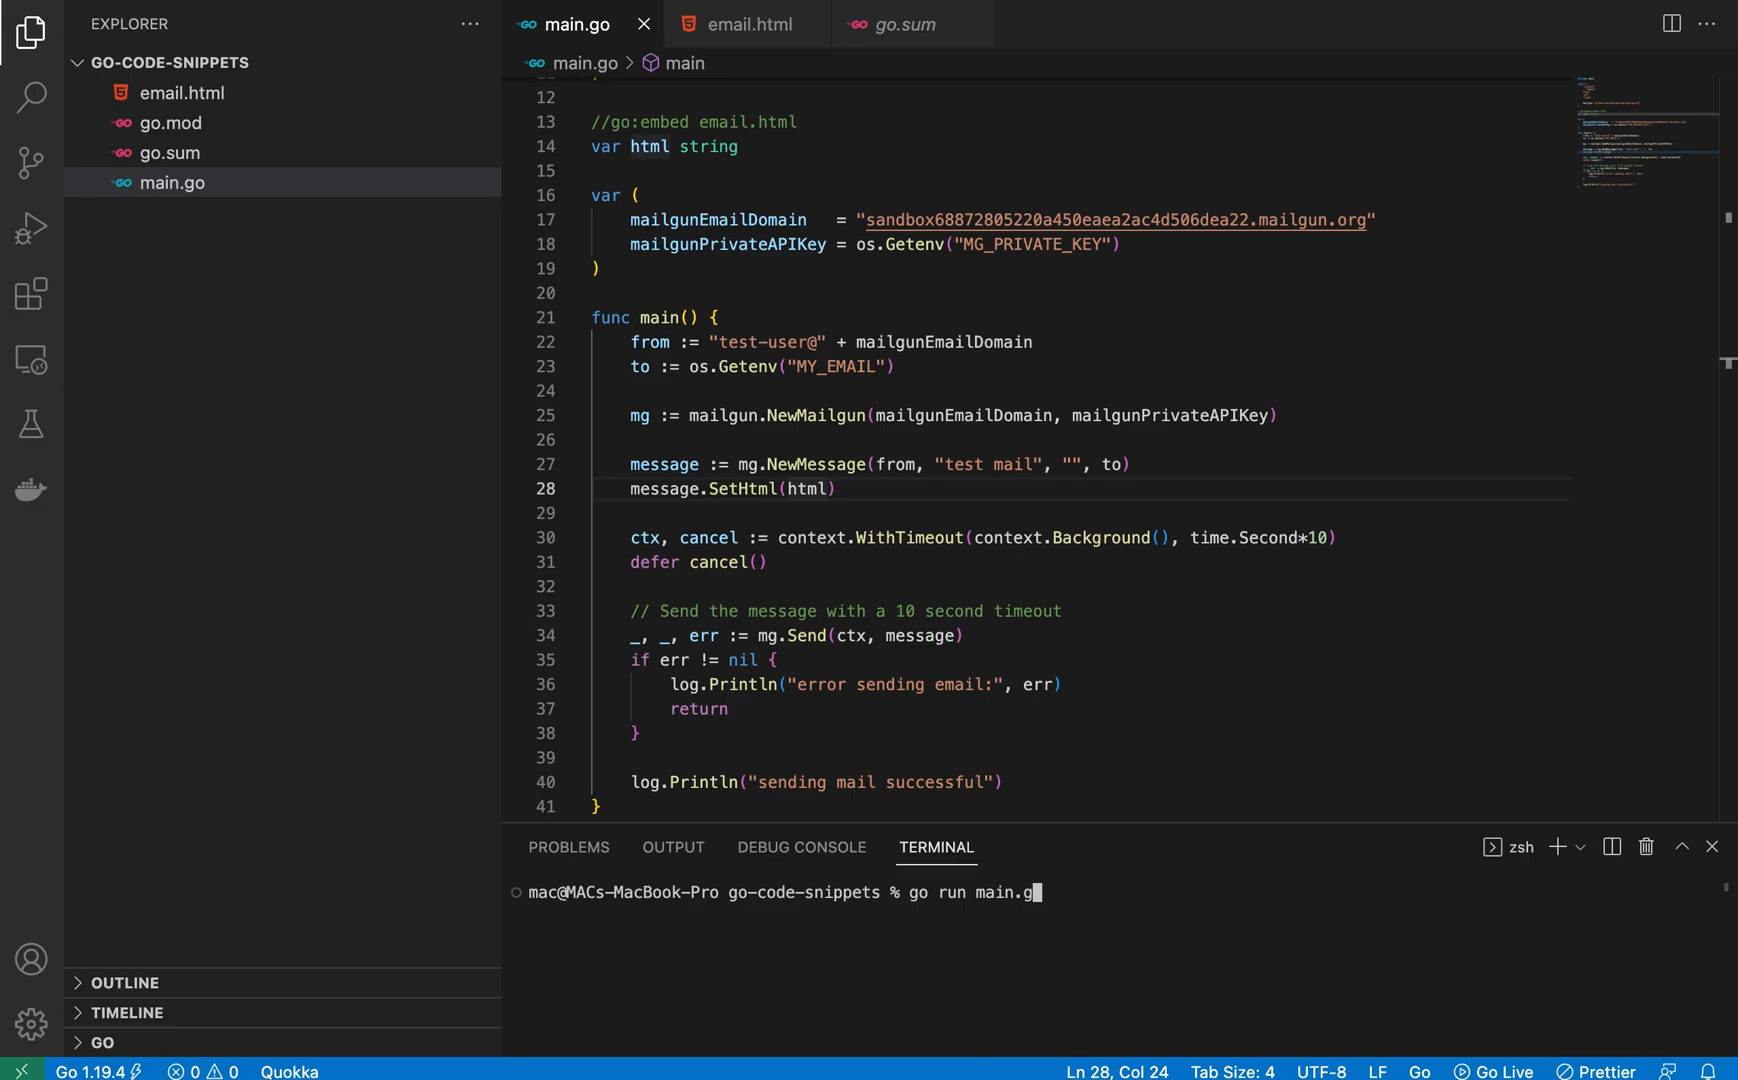 EXPLORER
GO-CODE-SNIPPETS
email.html
go.mod
go.sum
main.go
OUTLINE
TIMELINE
GO
main.go
email.html
go.sum
main.go > main
12
13 //go:embed email.html
14 var html string
15
16 var (
17 mailgunEmailDomain = "sandbox68872805220a450eaea2ac4d506dea22.mailgun.org"
18 mailgunPrivateAPIKey = os.Getenv("MG_PRIVATE_KEY")
19 )
20
21 func main() {
22 from := "test-user@" + mailgunEmailDomain
23 to := os.Getenv("MY_EMAIL")
24
25 mg := mailgun.NewMailgun(mailgunEmailDomain, mailgunPrivateAPIKey)
26
27 message := mg.NewMessage(from, "test mail", "", to)
28 message.SetHtml(html)
29
30 ctx, cancel := context.WithTimeout(context.Background(), time.Second*10)
31 defer cancel()
32
33 // Send the message with a 10 second timeout
34 _, _, err := mg.Send(ctx, message)
35 if err != nil {
36 log.Println("error sending email:", err)
37 return
38 }
39
40 log.Println("sending mail successful")
41 }
PROBLEMS OUTPUT DEBUG CONSOLE TERMINAL
zsh
mac@MACs-MacBook-Pro go-code-snippets % go run main.g
Go 1.19.4 0 0 Quokka Ln 28, Col 24 Tab Size: 4 UTF-8 LF Go Go Live Prettier